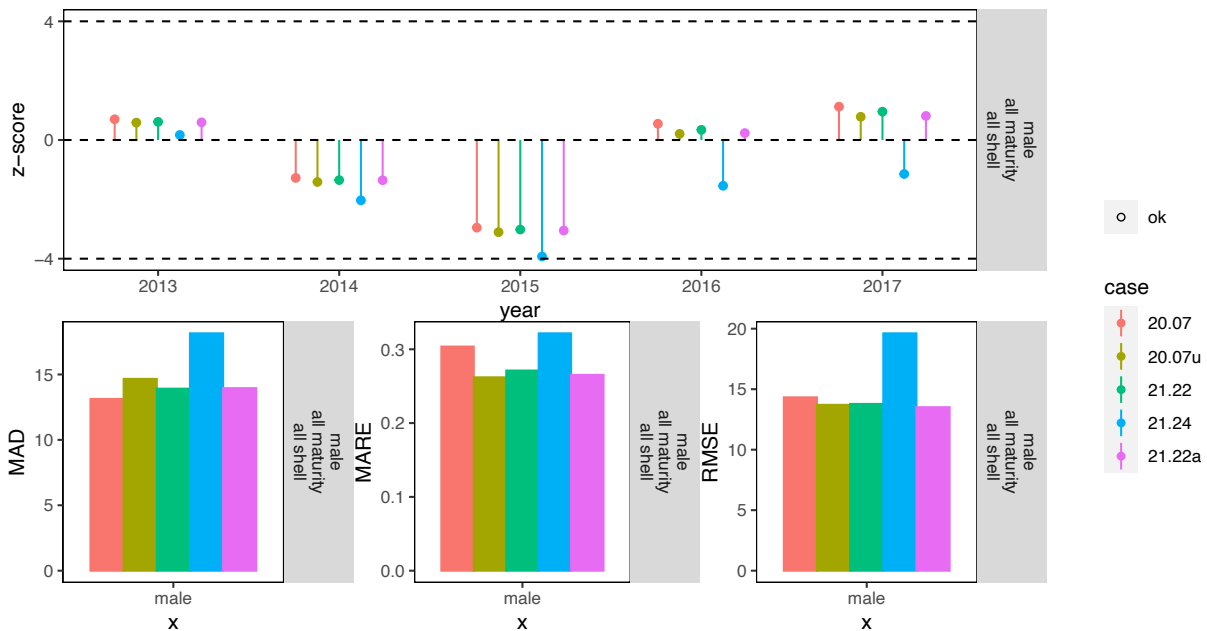 z−score
4
0
−4
2013
2014
2015
2016
2017
year
male
all maturity
all shell
MAD
15
10
5
0
male
x
male
all maturity
all shell
MARE
0.3
0.2
0.1
0.0
male
x
male
all maturity
all shell
RMSE
20
15
10
5
0
male
x
male
all maturity
all shell
ok
case
20.07
20.07u
21.22
21.24
21.22a